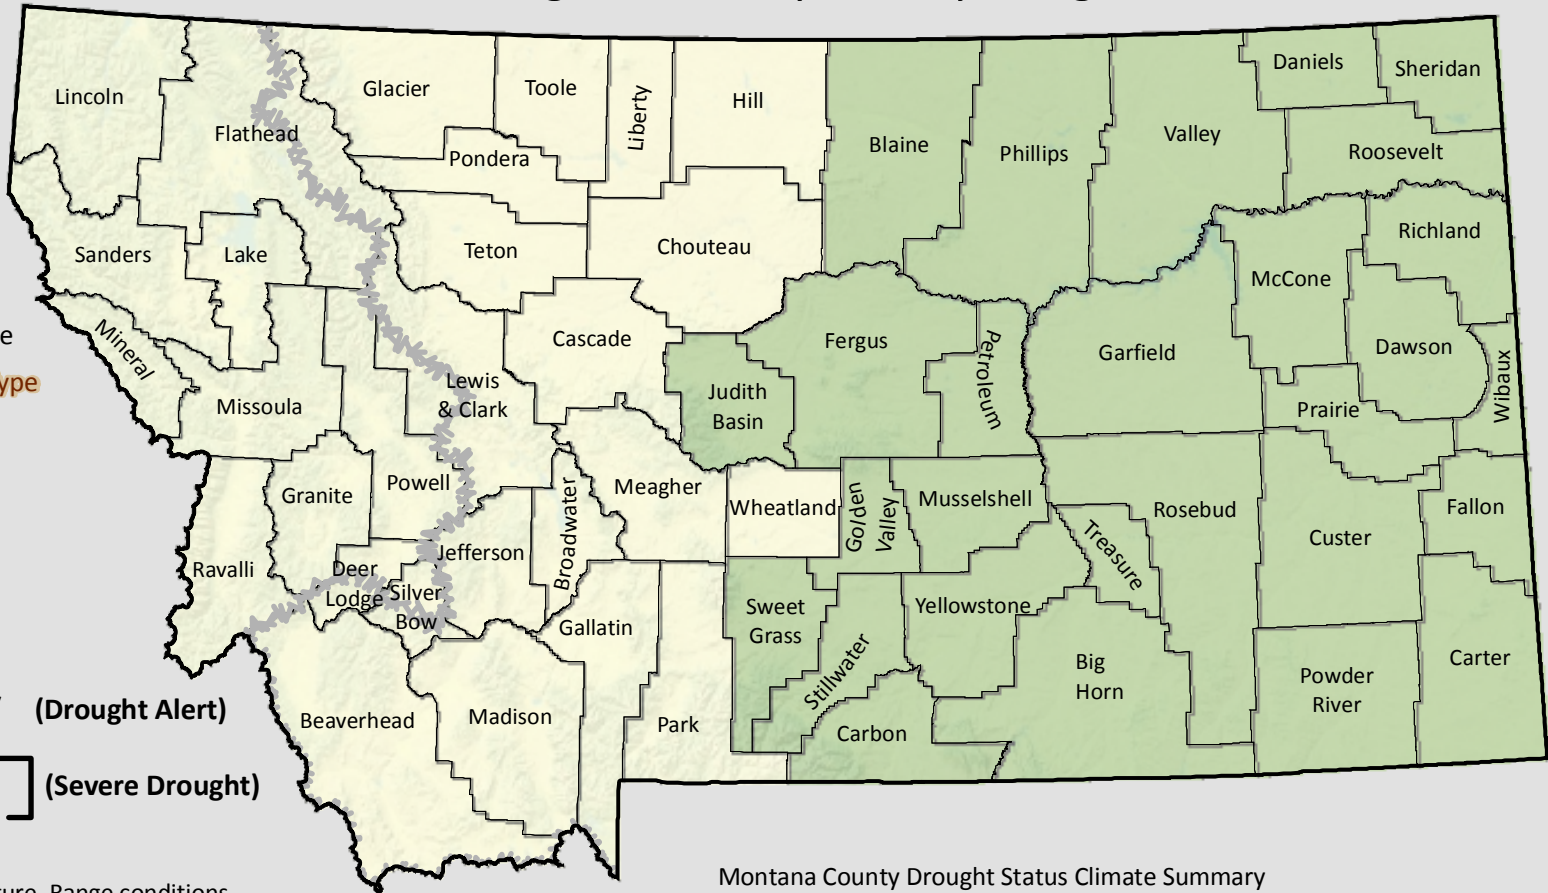 Lincoln
Flathead
Glacier
Toole
Liberty
Hill
Blaine
Phillips
Valley
Daniels
Sheridan
Roosevelt
Pondera
Sanders
Lake
Teton
Chouteau
McCone
Richland
Mineral
Missoula
Lewis
& Clark
Cascade
Judith
Basin
Fergus
Petroleum
Garfield
Prairie
Dawson
Wibaux
Granite
Powell
Meagher
Wheatland
Golden
Valley
Musselshell
Rosebud
Treasure
Custer
Fallon
Ravalli
Deer
Lodge
Silver
Bow
Jefferson
Broadwater
Gallatin
Sweet
Grass
Stillwater
Yellowstone
Beaverhead
Madison
Park
Carbon
Big
Horn
Powder
River
Carter
(Drought Alert)
(Severe Drought)
Range conditions
Montana County Drought Status Climate Summary